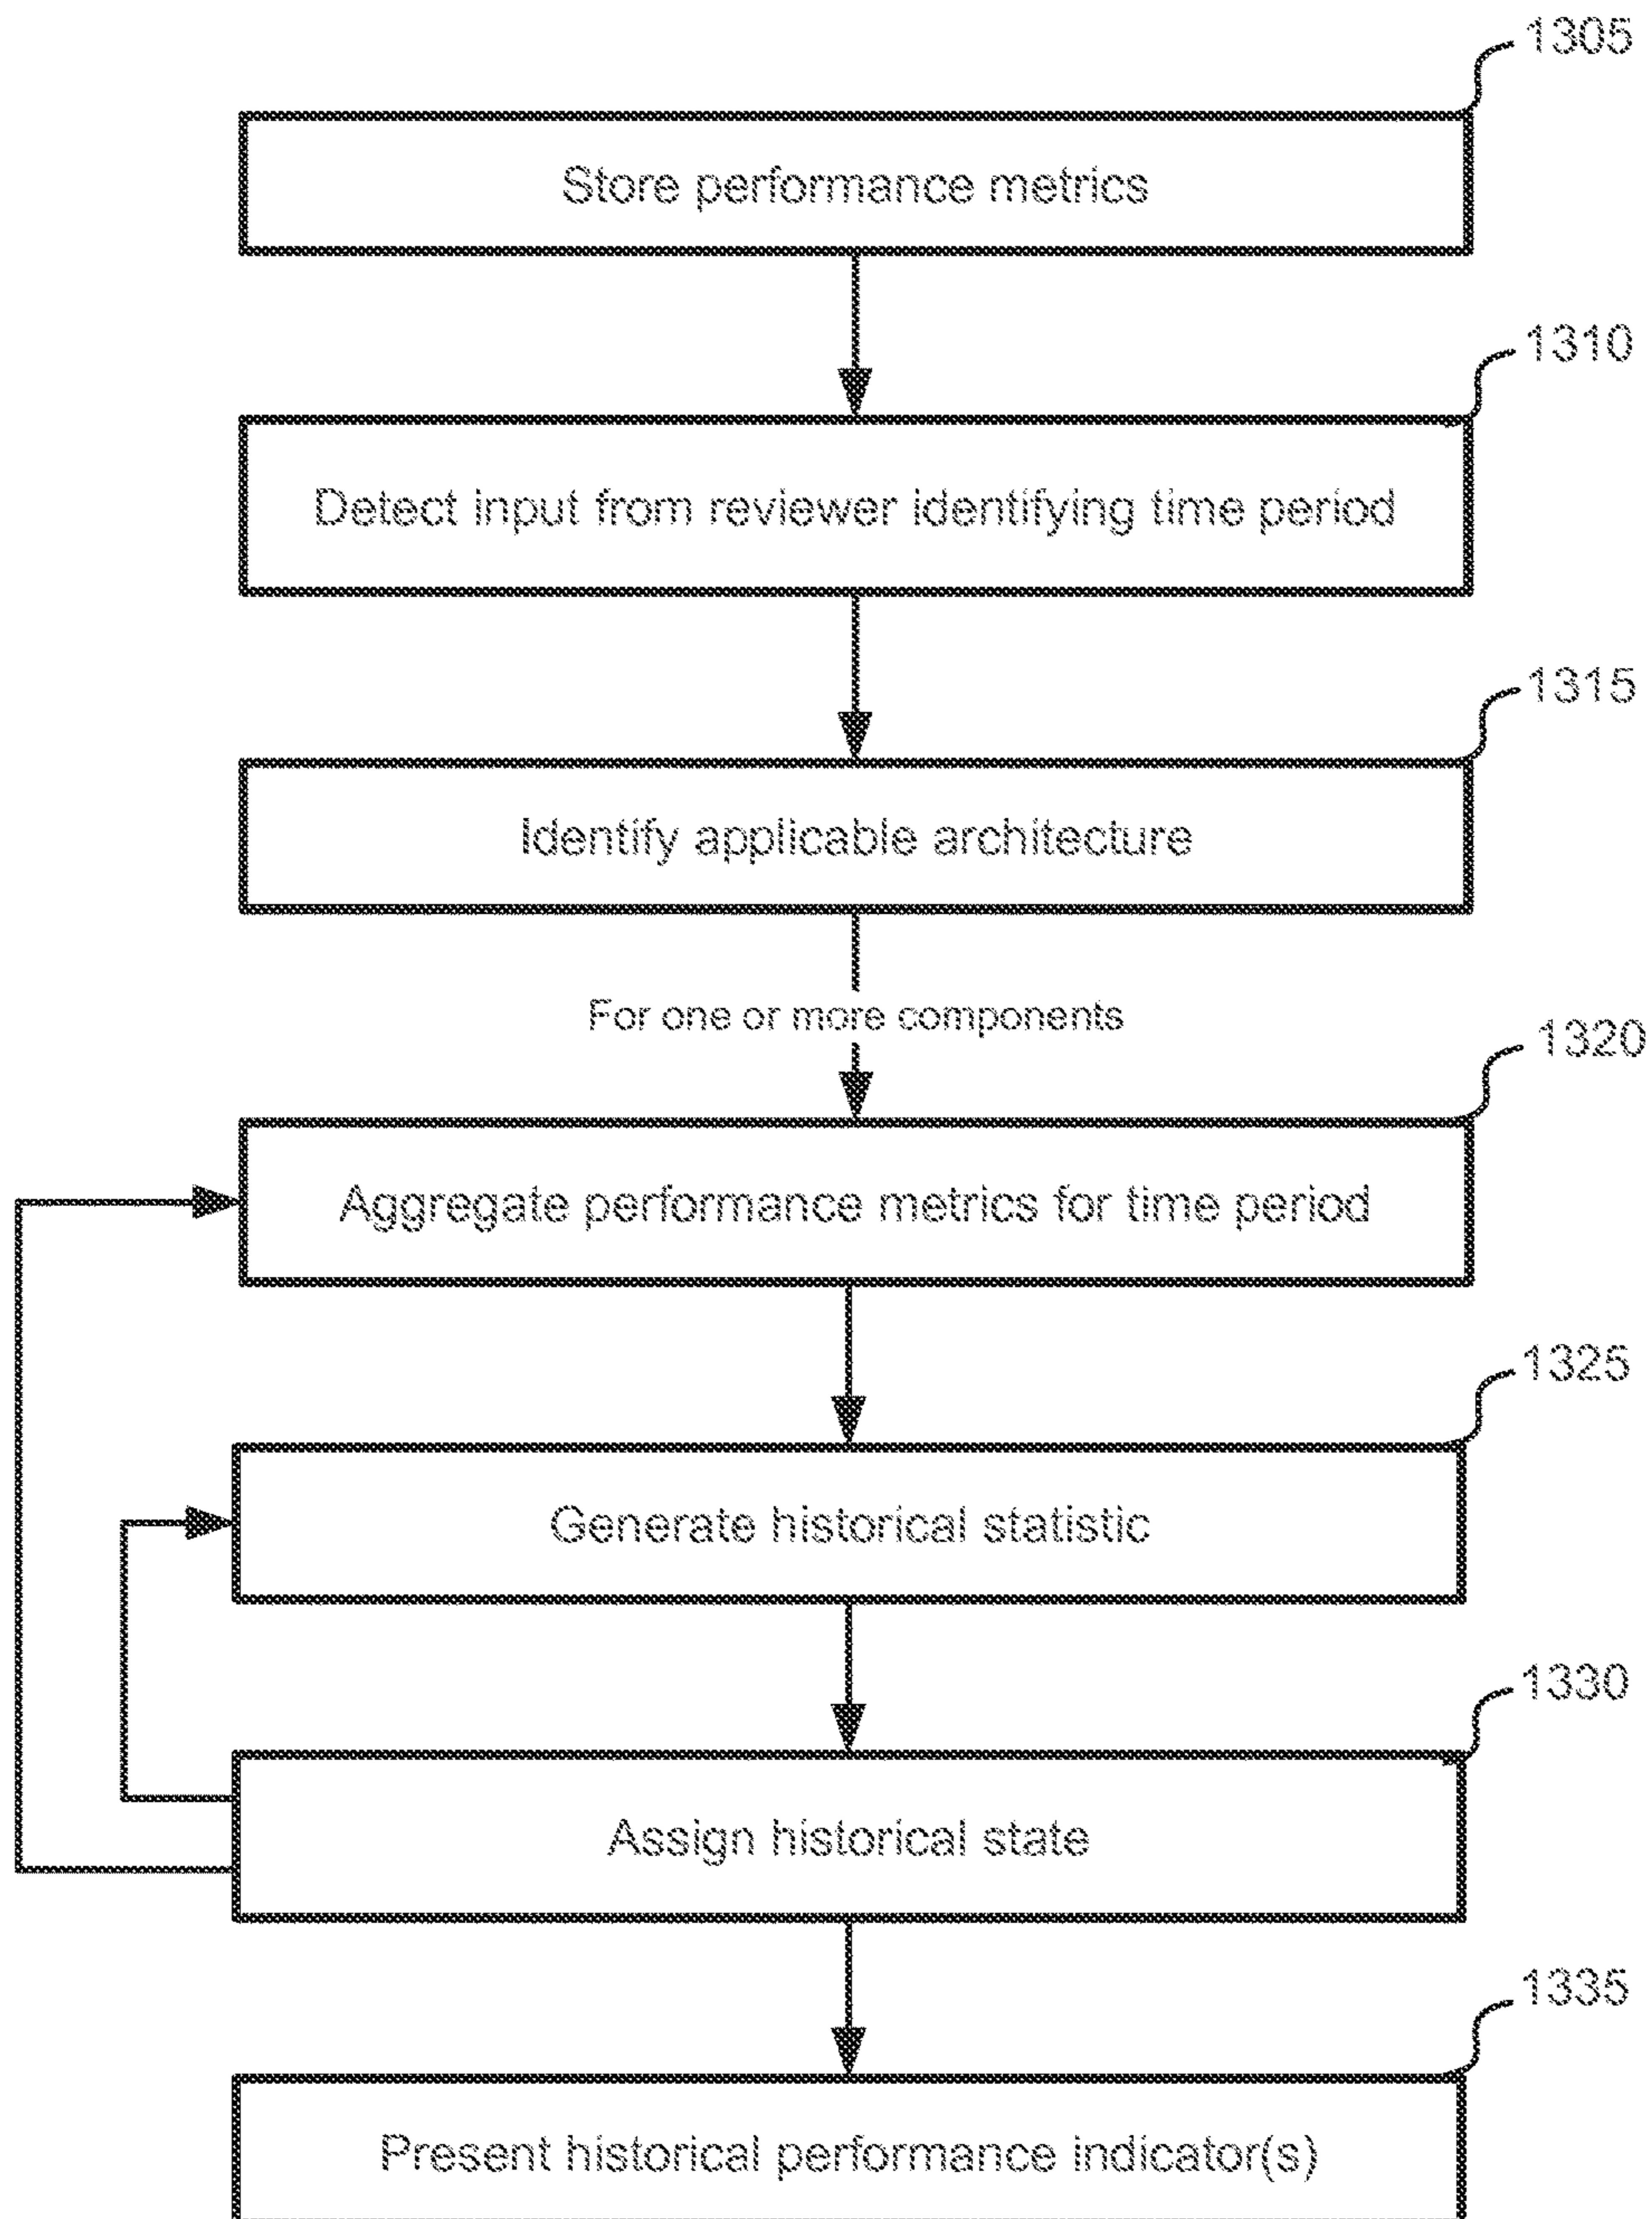 1305
Store performance metrics
1310
Detect input from reviewer identifying time period
1315
Identify applicable architecture
For one or more components
1320
Aggregate performance metrics for time period
1325
Generate historical statistic
1330
Assign historical state
1335
Present historical performance indicator(s)